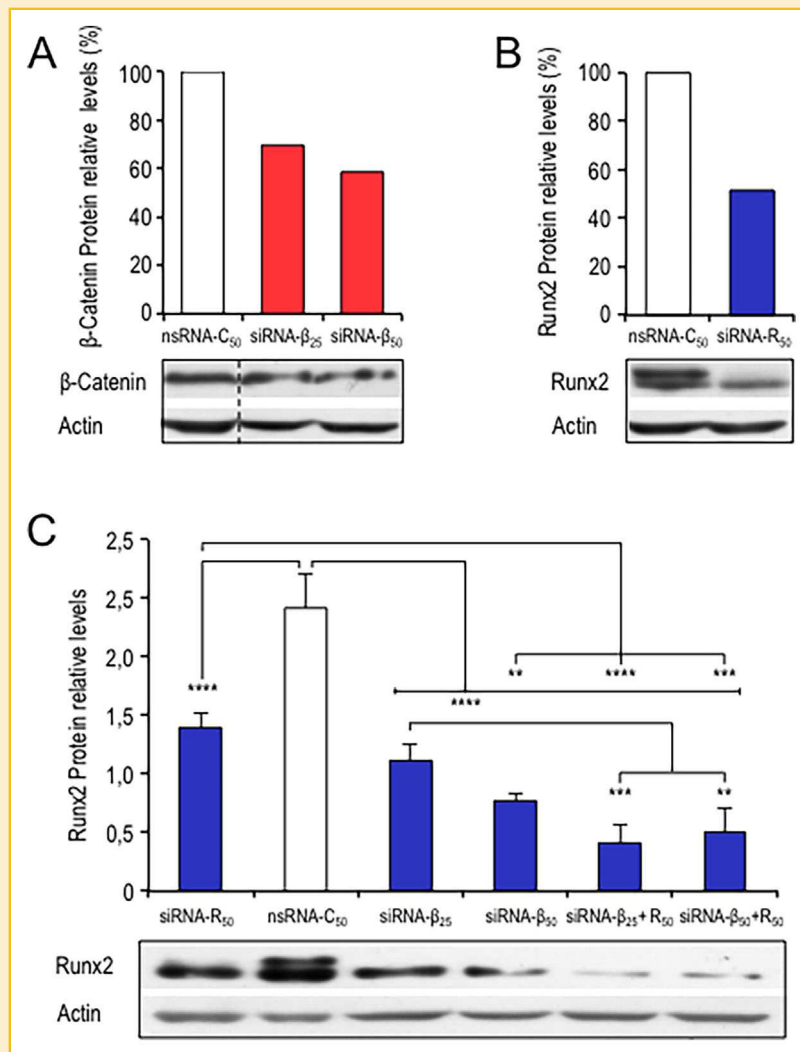 A
β-Catenin Protein relative levels (%)
100
80
60
40
20
0
nsRNA-C₅₀ siRNA-β₂₅ siRNA-β₅₀
β-Catenin
Actin
B
Runx2 Protein relative levels (%)
100
80
60
40
20
0
nsRNA-C₅₀ siRNA-R₅₀
Runx2
Actin
C
Runx2 Protein relative levels
2,5
2,5
2,0
1,5
1,0
0,5
0
** **** ***
****
****
*** **
siRNA-R₅₀ nsRNA-C₅₀ siRNA-β₂₅ siRNA-β₅₀ siRNA-β₂₅+ R₅₀ siRNA-β₅₀+R₅₀
Runx2
Actin